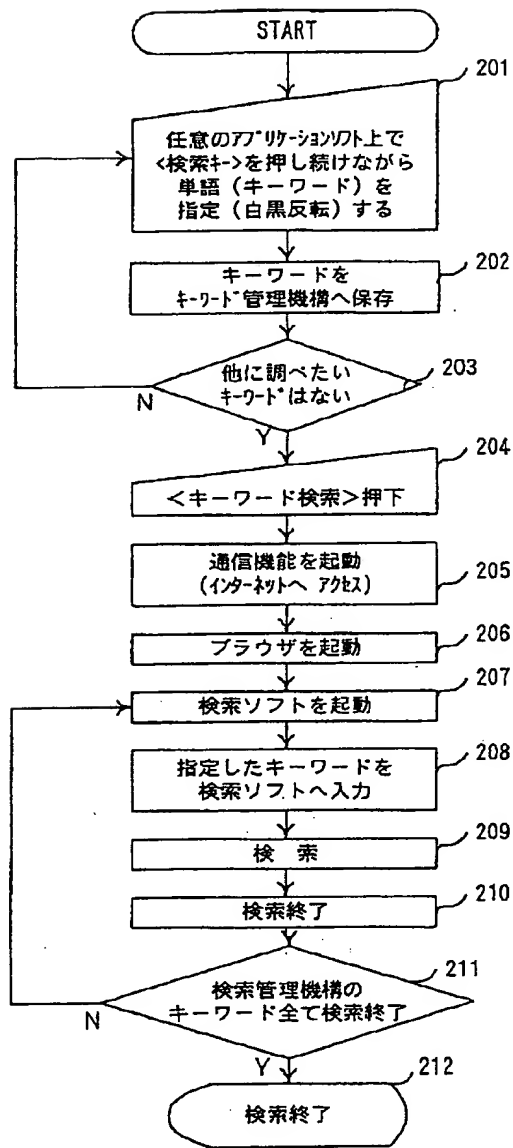 START
201
任意のｱﾌﾟﾘｹｰｼｮﾝｿﾌﾄ上で
<検索ｷｰ>を押し続けながら
単語（キーワード）を
指定（白黒反転）する
202
キーワードを
ｷｰﾜｰﾄﾞ管理機構へ保存
203
他に調べたい
ｷｰﾜｰﾄﾞはない
N
Y
204
＜キーワード検索＞押下
通信機能を起動
(ｲﾝﾀｰﾈｯﾄへ ｱｸｾｽ)
205
206
ブラウザを起動
207
検索ソフトを起動
208
指定したキーワードを
検索ソフトへ入力
209
検 索
210
検索終了
211
検索管理機構の
キーワード全て検索終了
N
Y
212
検索終了